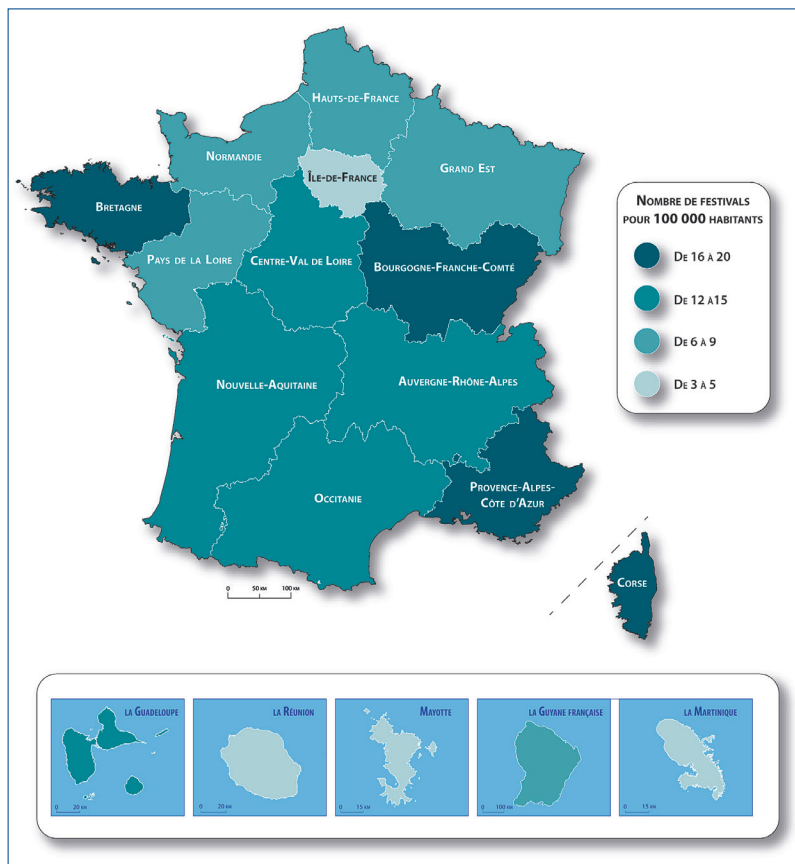 Hauts-de-France
Normandie
Grand Est
Île-de-France
Bretagne
Pays de la Loire
Centre-Val de Loire
Bourgogne-Franche-Comté
Nouvelle-Aquitaine
Auvergne-Rhône-Alpes
Occitanie
Provence-Alpes-
Côte d'Azur
Corse
0 50 km 100 km
Nombre de festivals
pour 100 000 habitants
De 16 à 20
De 12 à15
De 6 à 9
De 3 à 5
la Guadeloupe
0 20 km
la Réunion
0 20 km
Mayotte
0 15 km
la Guyane française
0 100 km
la Martinique
0 15 km